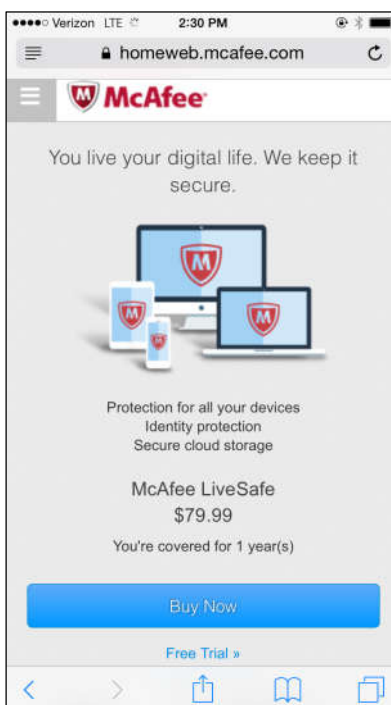 Verizon LTE 2:30 PM
homeweb.mcafee.com
McAfee
You live your digital life. We keep it
secure.
Protection for all your devices
Identity protection
Secure cloud storage
McAfee LiveSafe
$79.99
You're covered for 1 year(s)
Buy Now
Free Trial »